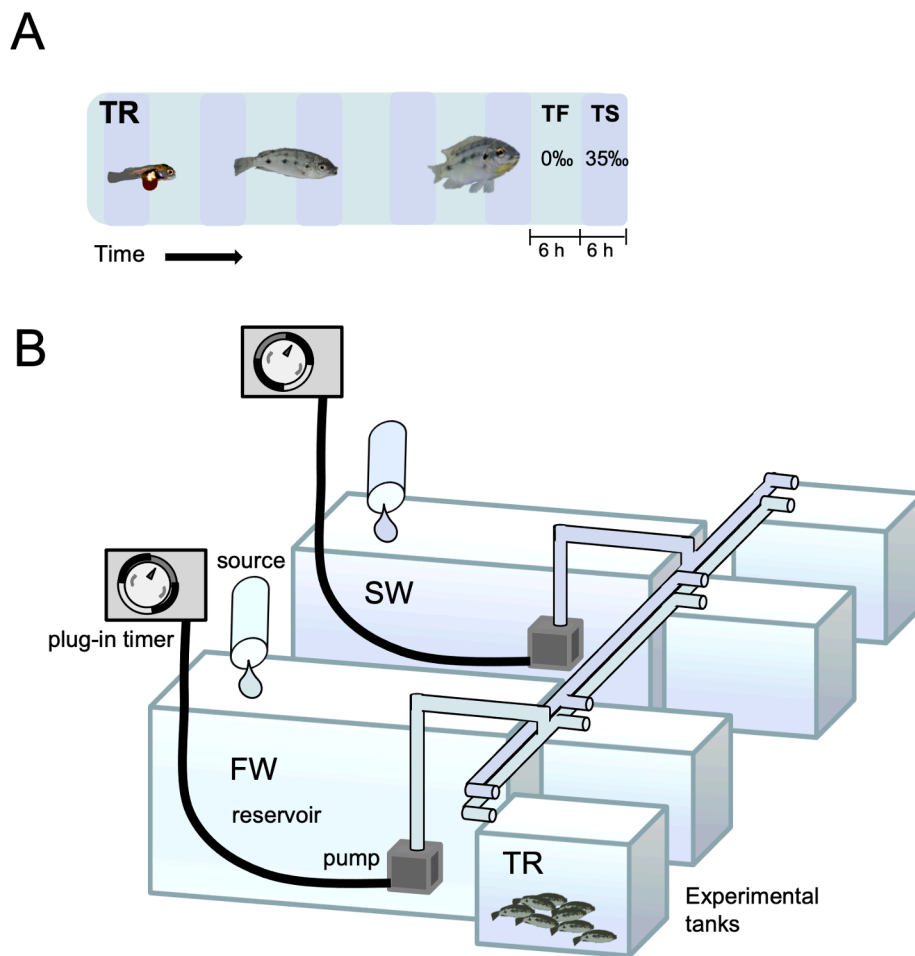 A
TR
TF
TS
0‰
35‰
Time
6 h
6 h
B
source
SW
plug-in timer
FW
reservoir
pump
TR
Experimental
tanks